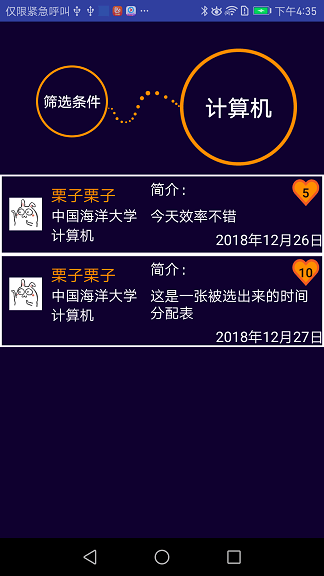 仅限紧急呼叫
下午4:35
筛选条件
计算机
栗子栗子
中国海洋大学
计算机
简介：
今天效率不错
5
2018年12月26日
栗子栗子
中国海洋大学
计算机
简介：
这是一张被选出来的时间
分配表
10
2018年12月27日